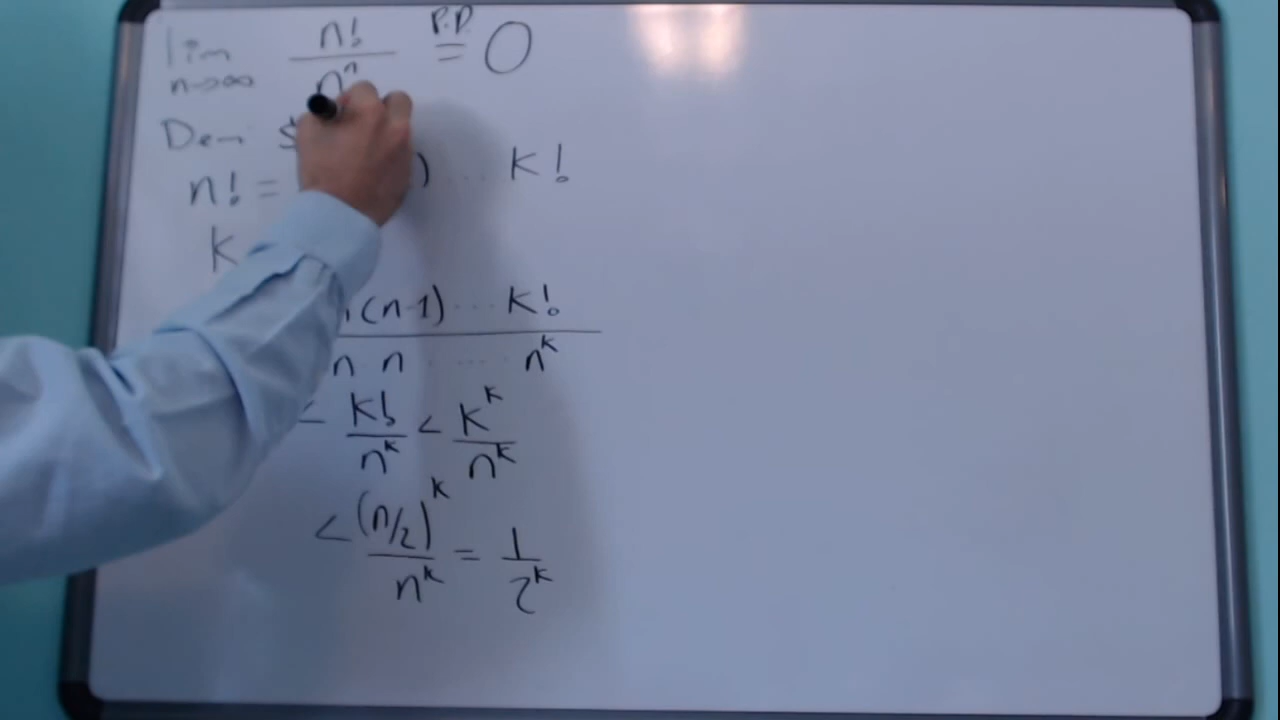 lim n→∞ n!/n^n =^{P.D.} 0
Dem
n! = ) ... k!
k
n(n-1) ... k!
n n ... n^k
< k!/n^k < k^k/n^k
< (n/2)^k/n^k = 1/2^k